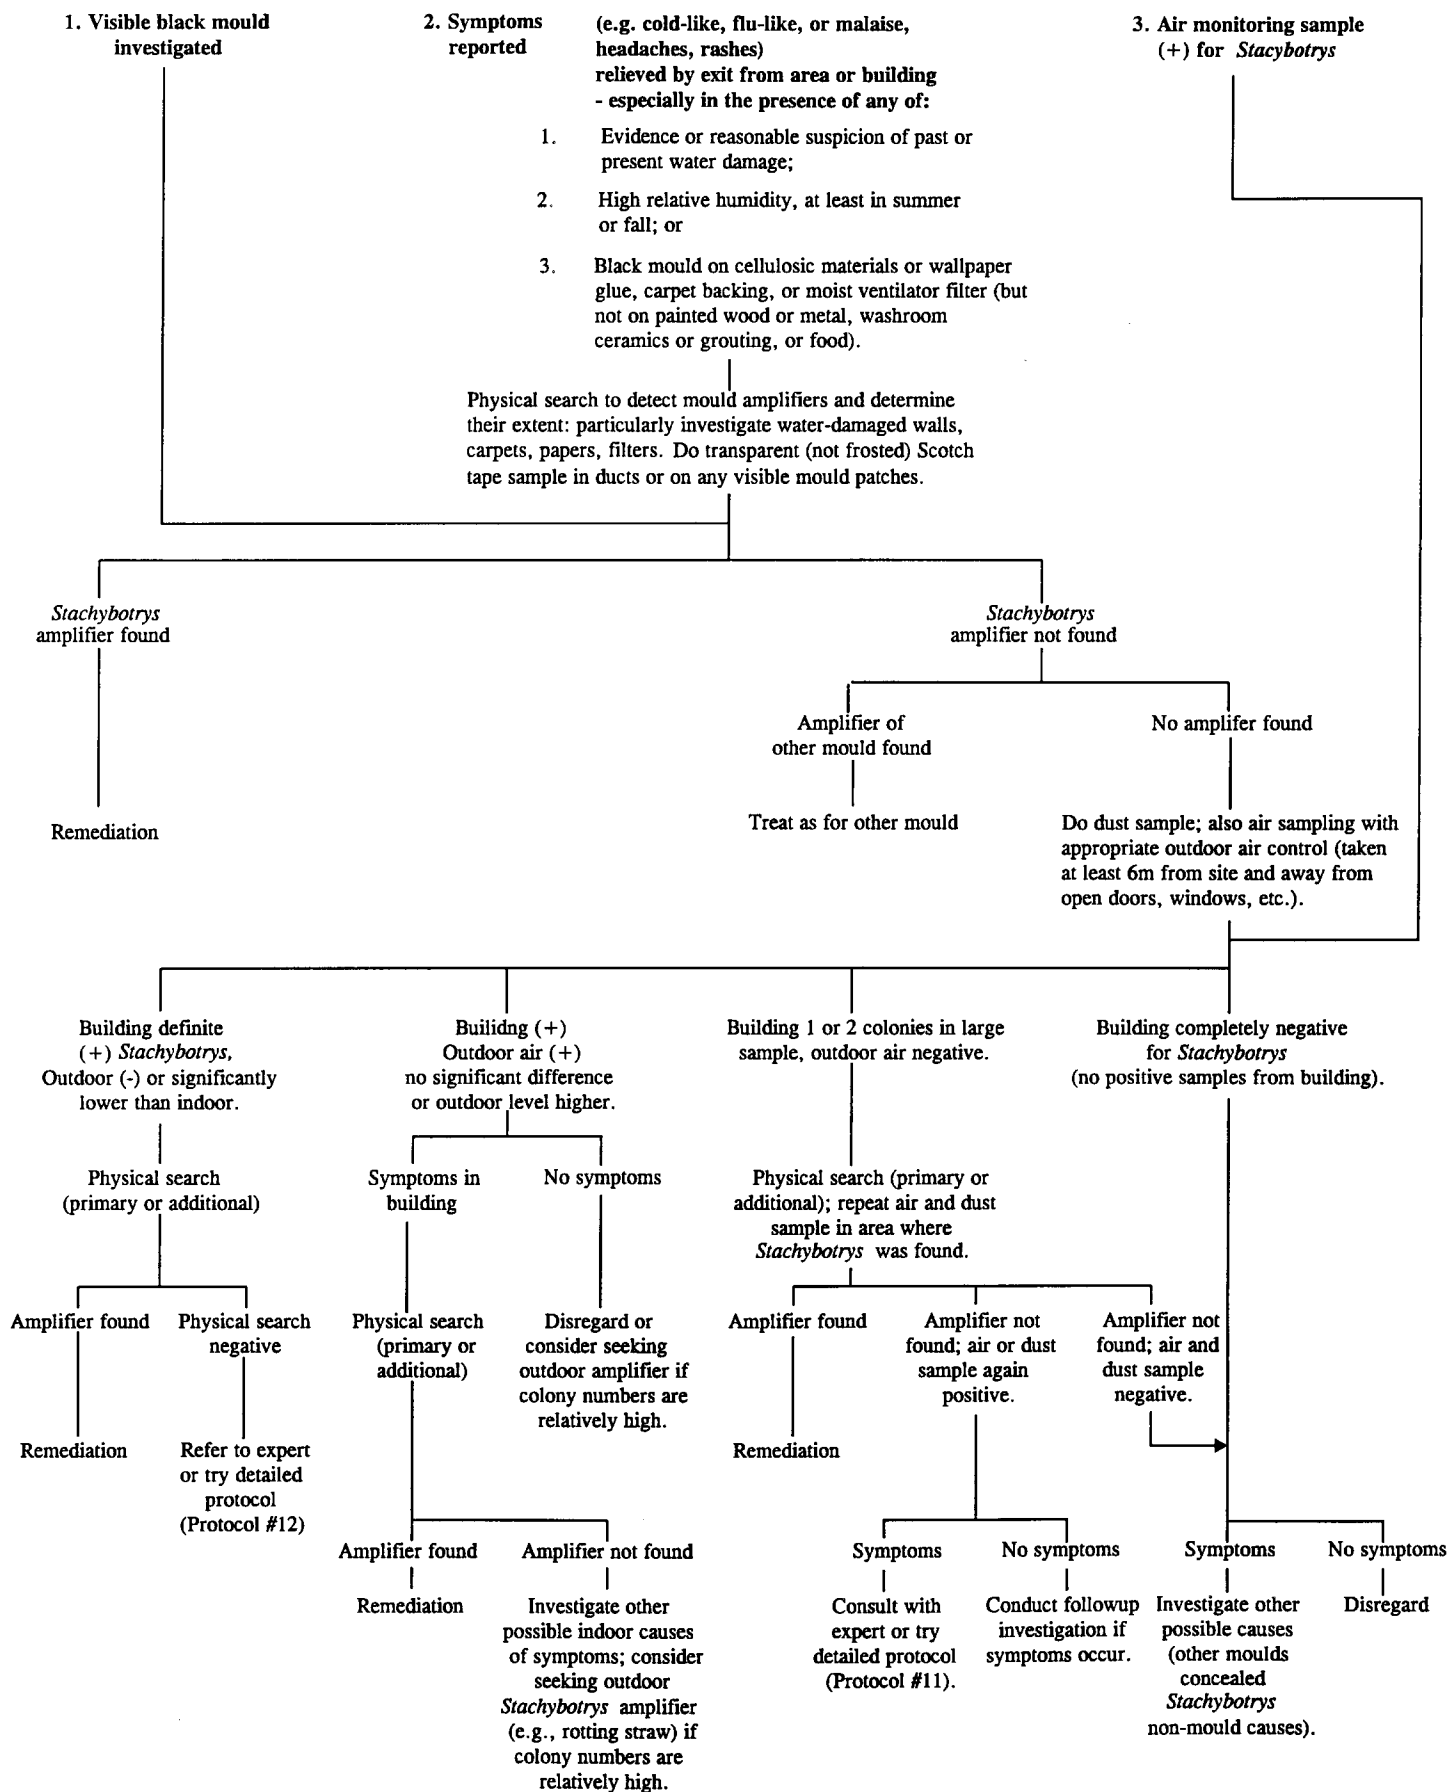 1. Visible black mould
investigated
2. Symptoms
reported
(e.g. cold-like, flu-like, or malaise,
headaches, rashes)
relieved by exit from area or building
- especially in the presence of any of:
1. Evidence or reasonable suspicion of past or
present water damage;
2. High relative humidity, at least in summer
or fall; or
3. Black mould on cellulosic materials or wallpaper
glue, carpet backing, or moist ventilator filter (but
not on painted wood or metal, washroom
ceramics or grouting, or food).
3. Air monitoring sample
(+) for Stacybotrys
Physical search to detect mould amplifiers and determine
their extent: particularly investigate water-damaged walls,
carpets, papers, filters. Do transparent (not frosted) Scotch
tape sample in ducts or on any visible mould patches.
Stachybotrys
amplifier found
Remediation
Stachybotrys
amplifier not found
Amplifier of
other mould found
Treat as for other mould
No amplifer found
Do dust sample; also air sampling with
appropriate outdoor air control (taken
at least 6m from site and away from
open doors, windows, etc.).
Building definite
(+) Stachybotrys,
Outdoor (-) or significantly
lower than indoor.
Physical search
(primary or additional)
Amplifier found
Remediation
Physical search
negative
Refer to expert
or try detailed
protocol
(Protocol #12)
Builidng (+)
Outdoor air (+)
no significant difference
or outdoor level higher.
Symptoms in
building
Physical search
(primary or
additional)
No symptoms
Disregard or
consider seeking
outdoor amplifier if
colony numbers are
relatively high.
Amplifier found
Remediation
Amplifier not found
Investigate other
possible indoor causes
of symptoms; consider
seeking outdoor
Stachybotrys amplifier
(e.g., rotting straw) if
colony numbers are
relatively high.
Building 1 or 2 colonies in large
sample, outdoor air negative.
Physical search (primary or
additional); repeat air and dust
sample in area where
Stachybotrys was found.
Amplifier found
Remediation
Amplifier not
found; air or dust
sample again
positive.
Symptoms
Consult with
expert or try
detailed protocol
(Protocol #11).
No symptoms
Conduct followup
investigation if
symptoms occur.
Amplifier not
found; air and
dust sample
negative.
Building completely negative
for Stachybotrys
(no positive samples from building).
Symptoms
Investigate other
possible causes
(other moulds
concealed
Stachybotrys
non-mould causes).
No symptoms
Disregard